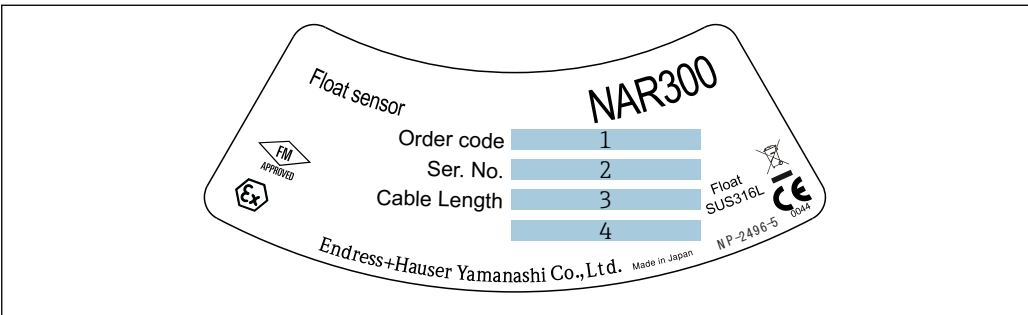 Float sensor
NAR300
Order code 1
Ser. No. 2
Cable Length 3
4
FM
APPROVED
Ex
Float
SUS316L
CE
0044
NP-2496-5
Endress+Hauser Yamanashi Co.,Ltd.
Made in Japan